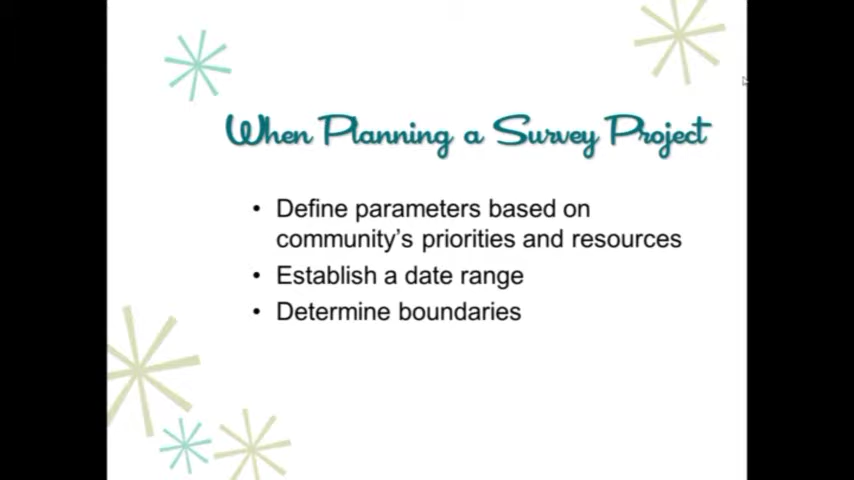 When Planning a Survey Project
• Define parameters based on
community's priorities and resources
• Establish a date range
• Determine boundaries